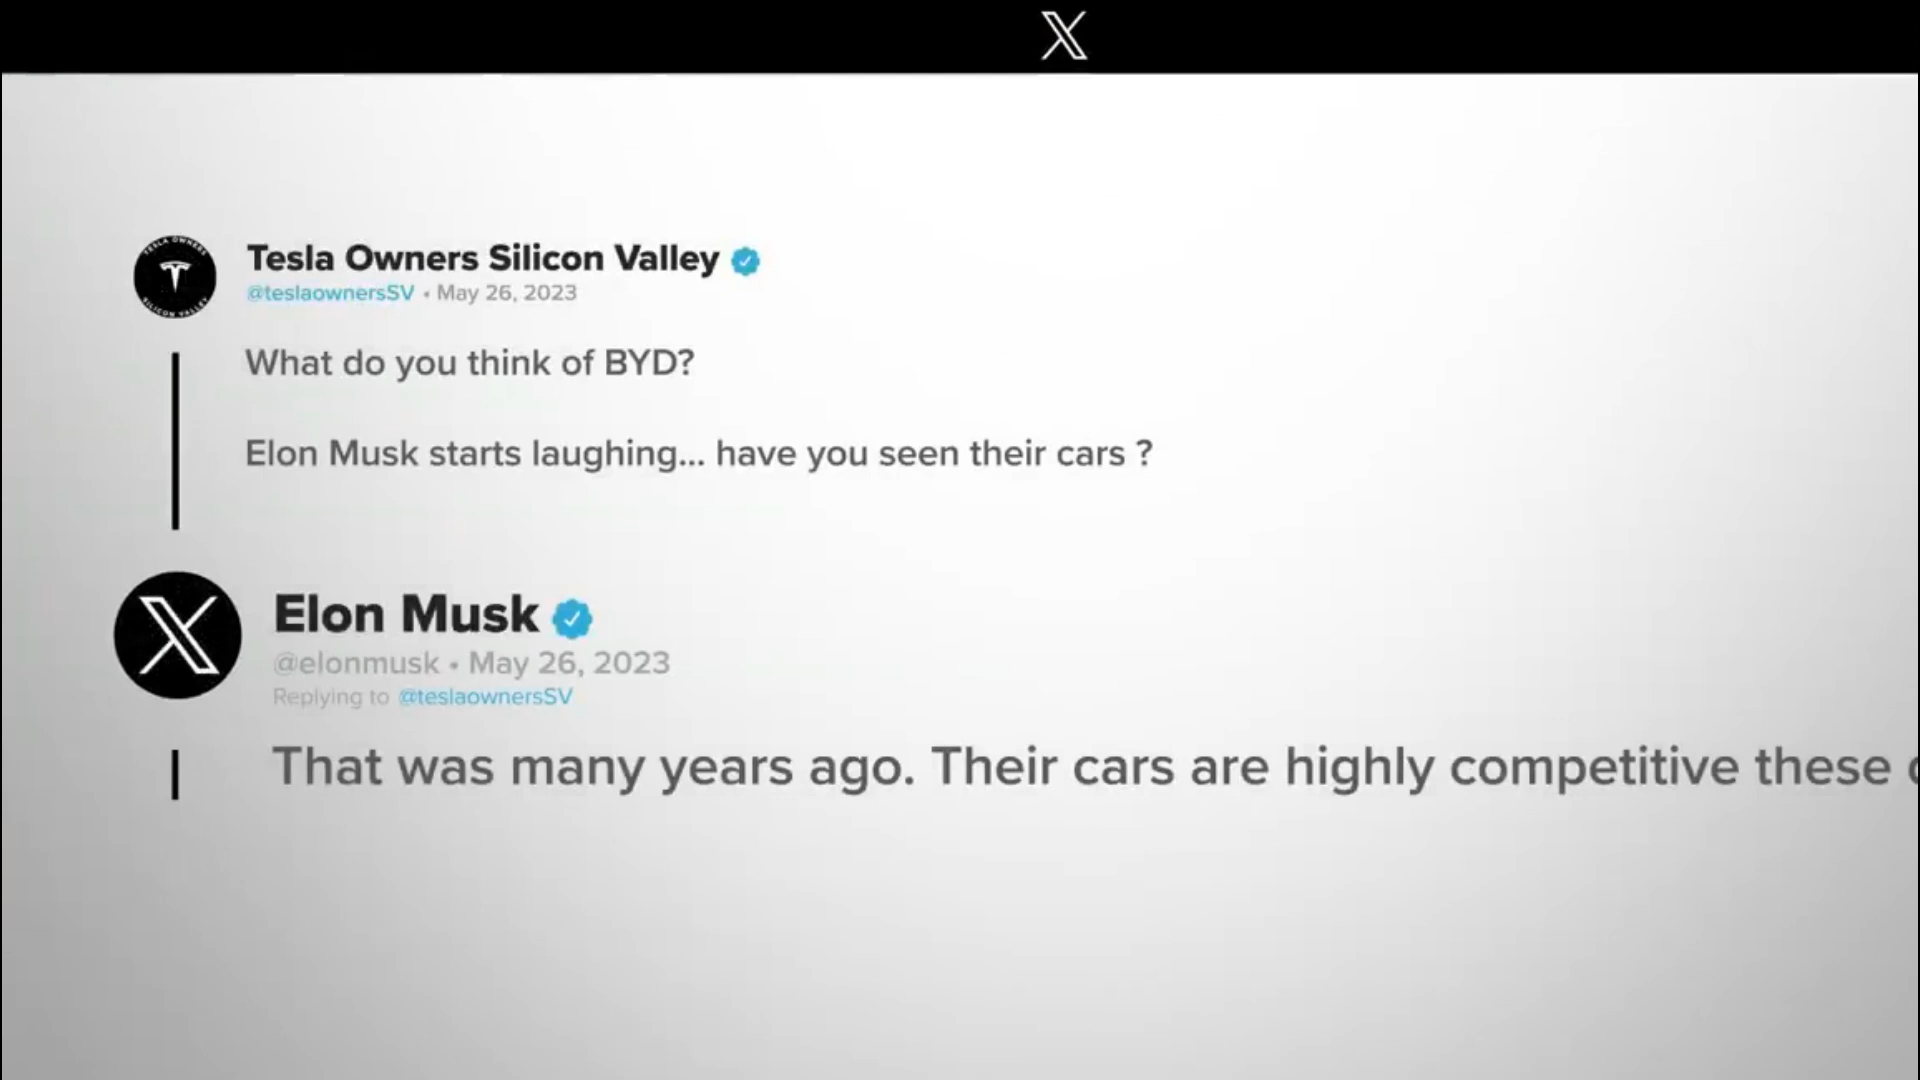 Tesla Owners Silicon Valley
@teslaownersSV • May 26, 2023
What do you think of BYD?
Elon Musk starts laughing... have you seen their cars ?
Elon Musk
@elonmusk • May 26, 2023
Replying to @teslaownersSV
That was many years ago. Their cars are highly competitive these